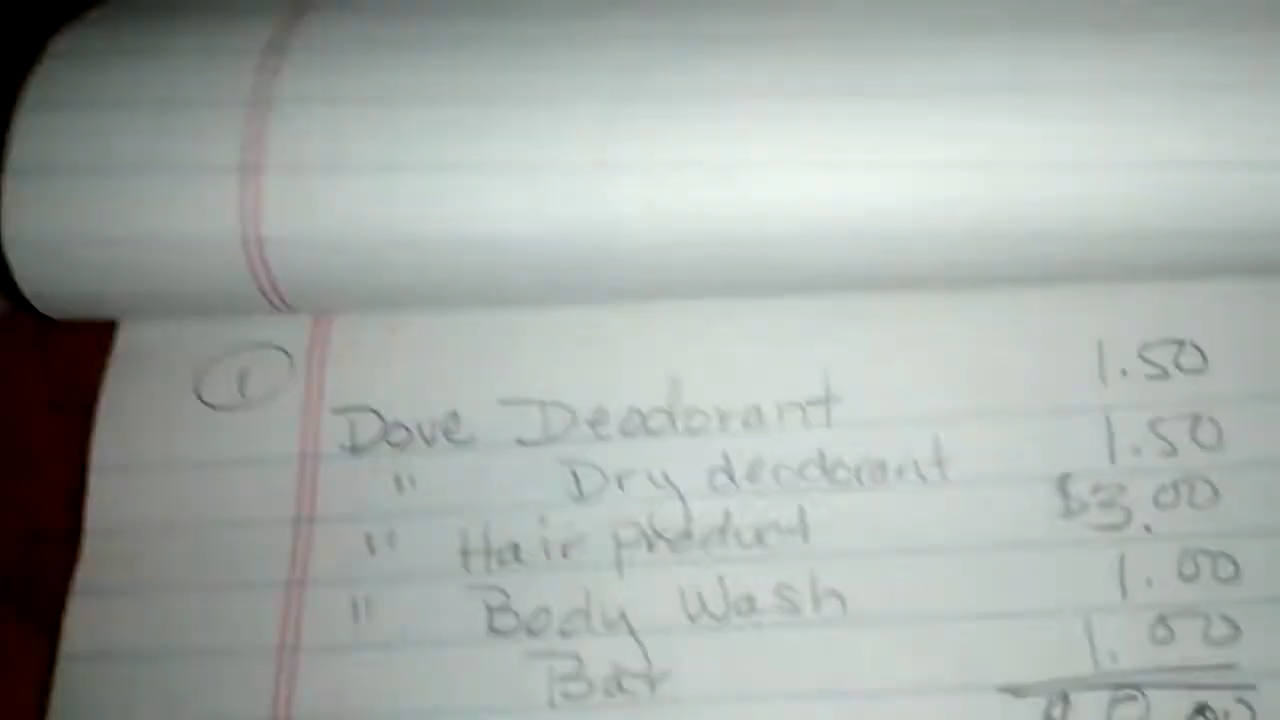 1
Dove Deodorant 1.50
" Dry deodorant 1.50
" Hair product $3.00
" Body Wash 1.00
Bar 1.00